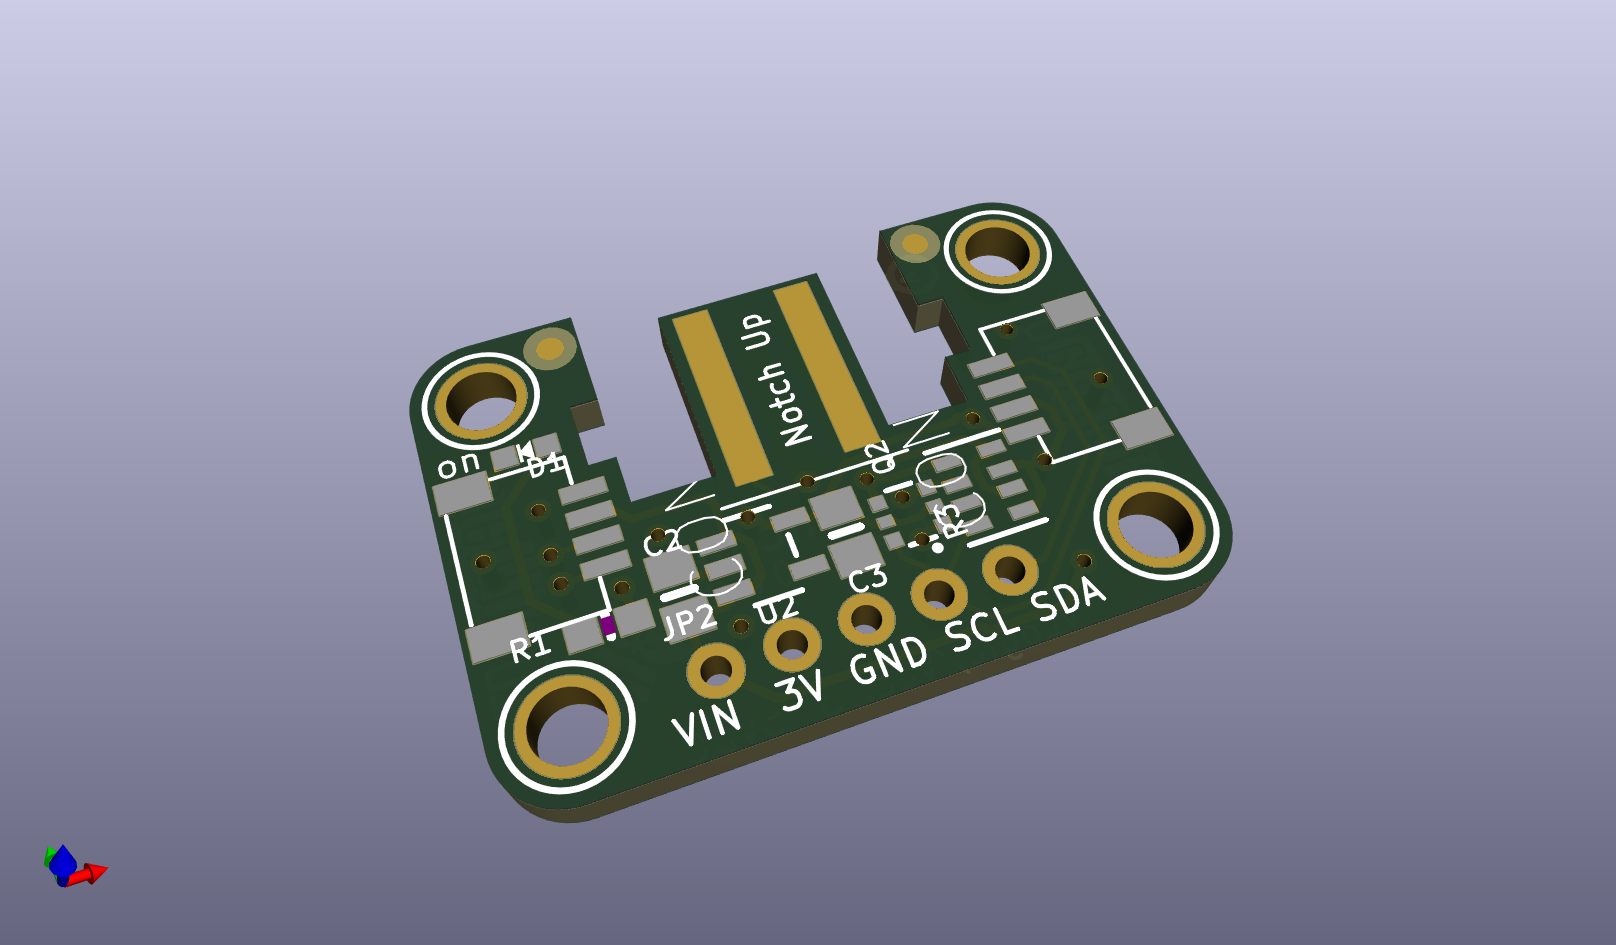 Notch Up
on
D1
Q2
R3
C2
C3
JP2
U2
R1
VIN
3V
GND
SCL
SDA